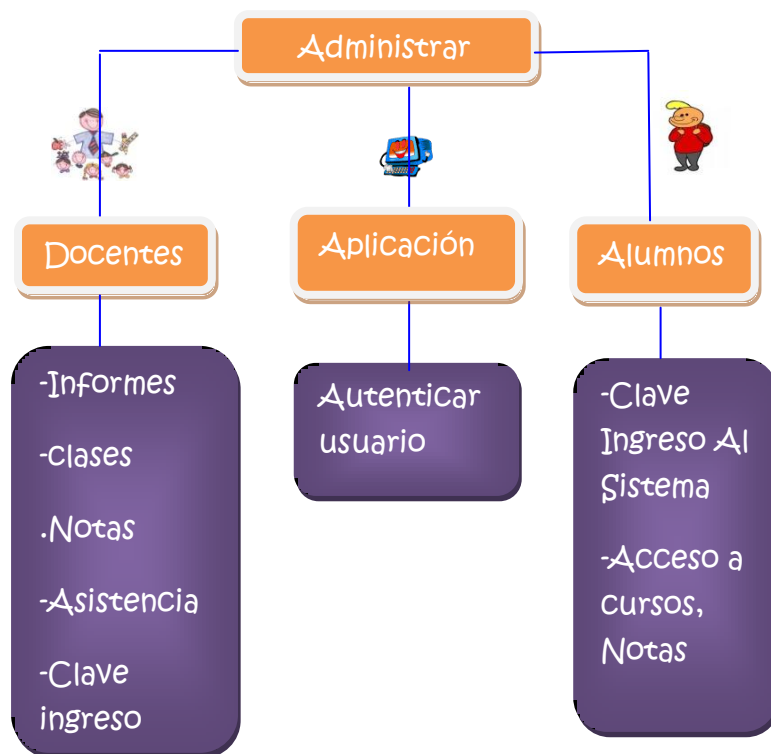 Administrar
Docentes
Aplicación
Alumnos
-Informes
-clases
.Notas
-Asistencia
-Clave
ingreso
Autenticar
usuario
-Clave
Ingreso Al
Sistema
-Acceso a
cursos,
Notas